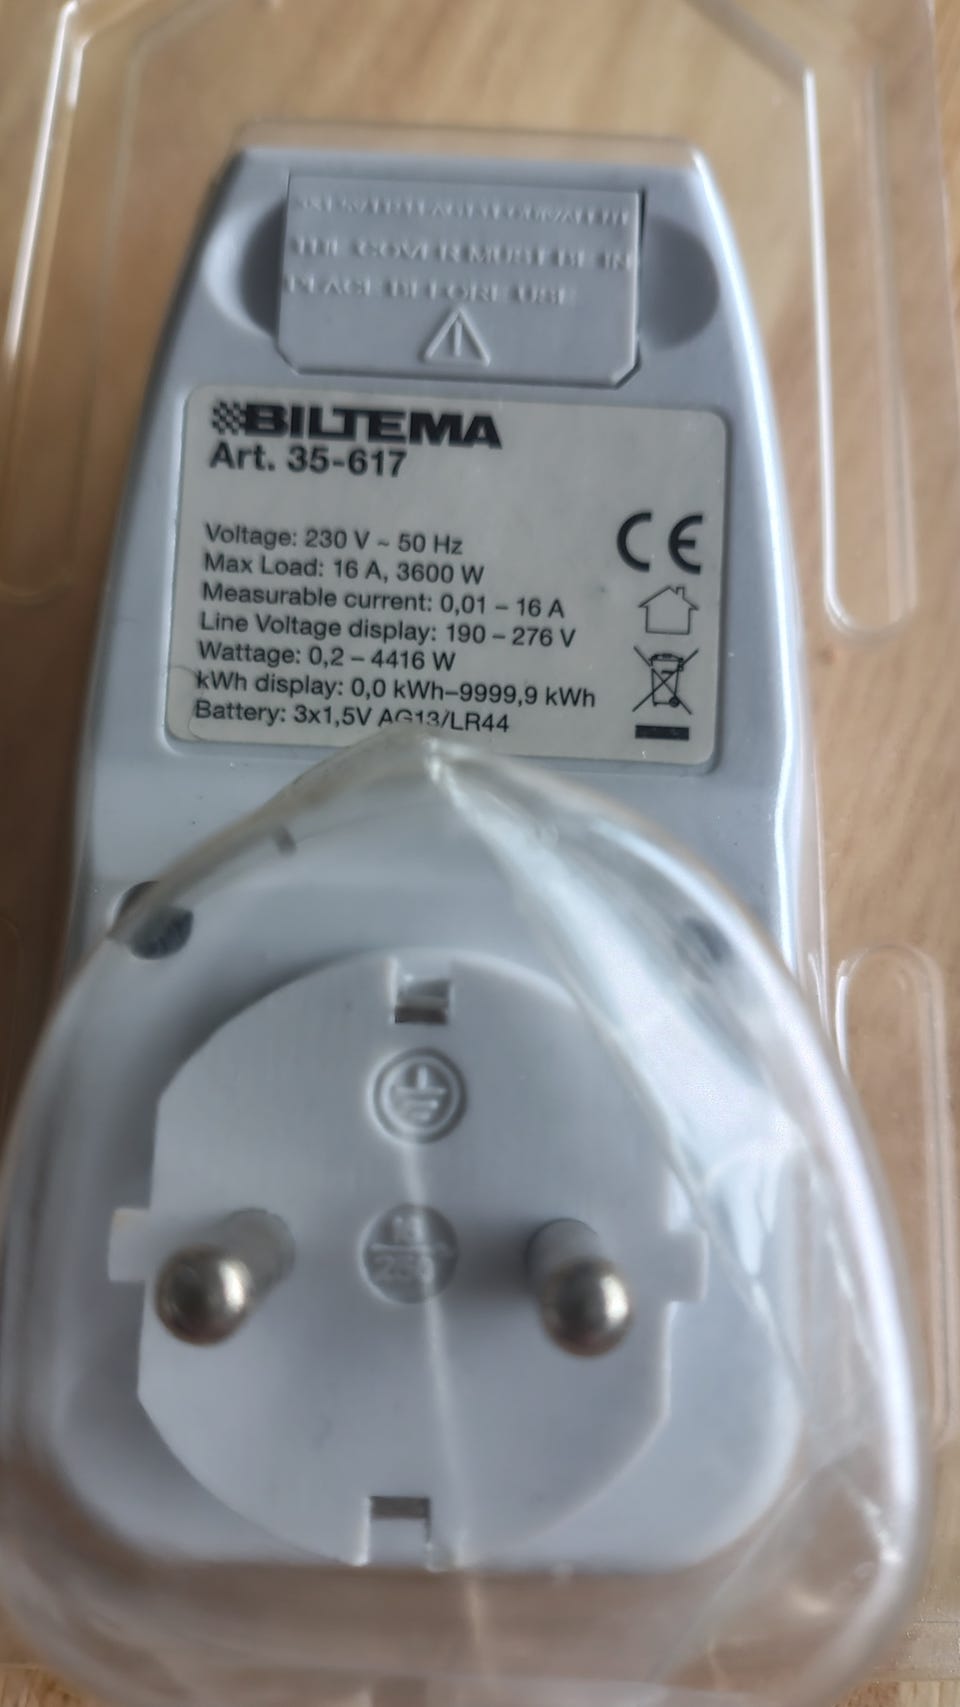 THE COVER MUST BE IN
PLACE BEFORE USE
BILTEMA
Art. 35-617
Voltage: 230 V ~ 50 Hz
Max Load: 16 A, 3600 W
Measurable current: 0,01 – 16 A
Line Voltage display: 190 – 276 V
Wattage: 0,2 – 4416 W
kWh display: 0,0 kWh–9999,9 kWh
Battery: 3x1,5V AG13/LR44
CE
16
250